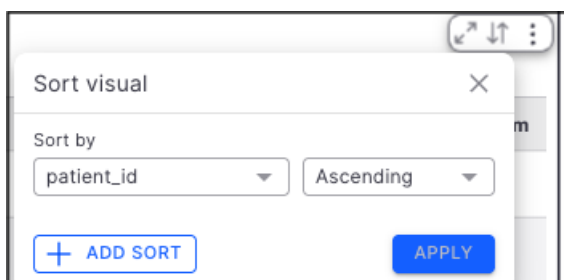 Sort visual
m
Sort by
patient_id Ascending
ADD SORT APPLY